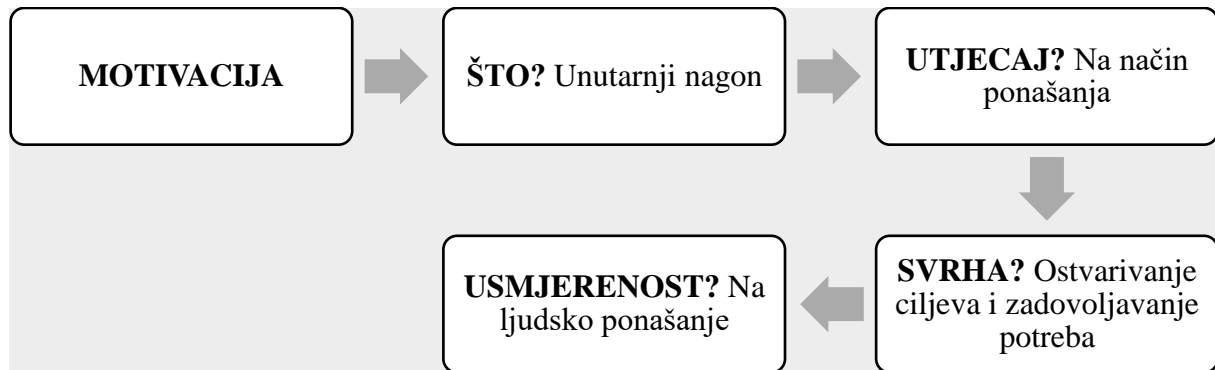 MOTIVACIJA
ŠTO? Unutarnji nagon
UTJECAJ? Na način
ponašanja
SVRHA? Ostvarivanje
ciljeva i zadovoljavanje
potreba
USMJERENOST? Na
ljudsko ponašanje